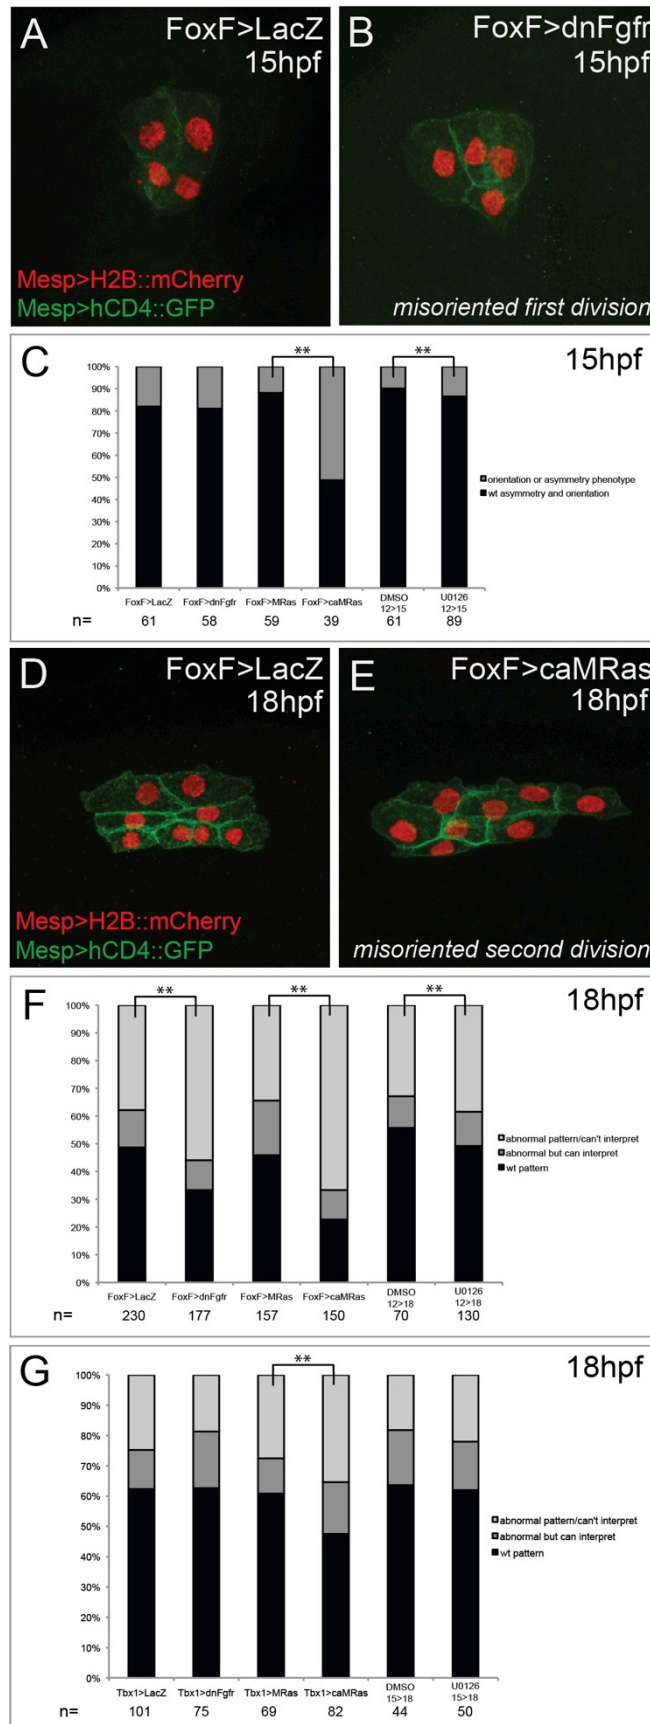 A
FoxF>LacZ
15hpf
Mesp>H2B::mCherry
Mesp>hCD4::GFP
B
FoxF>dnFgfr
15hpf
misoriented first division
C
15hpf
**
**
100%
90%
80%
70%
60%
50%
40%
30%
20%
10%
0%
orientation or asymmetry phenotype
wt asymmetry and orientation
FoxF>LacZ FoxF>dnFgfr FoxF>MRas FoxF>caMRas DMSO 12>15 U0126 12>15
n= 61 58 59 39 61 89
D
FoxF>LacZ
18hpf
Mesp>H2B::mCherry
Mesp>hCD4::GFP
E
FoxF>caMRas
18hpf
misoriented second division
F
18hpf
** ** **
100%
90%
80%
70%
60%
50%
40%
30%
20%
10%
0%
abnormal pattern/can't interpret
abnormal but can interpret
wt pattern
FoxF>LacZ FoxF>dnFgfr FoxF>MRas FoxF>caMRas DMSO 12>18 U0126 12>18
n= 230 177 157 150 70 130
G
18hpf
**
100%
90%
80%
70%
60%
50%
40%
30%
20%
10%
0%
abnormal pattern/can't interpret
abnormal but can interpret
wt pattern
Tbx1>LacZ Tbx1>dnFgfr Tbx1>MRas Tbx1>caMRas DMSO 15>18 U0126 15>18
n= 101 75 69 82 44 50